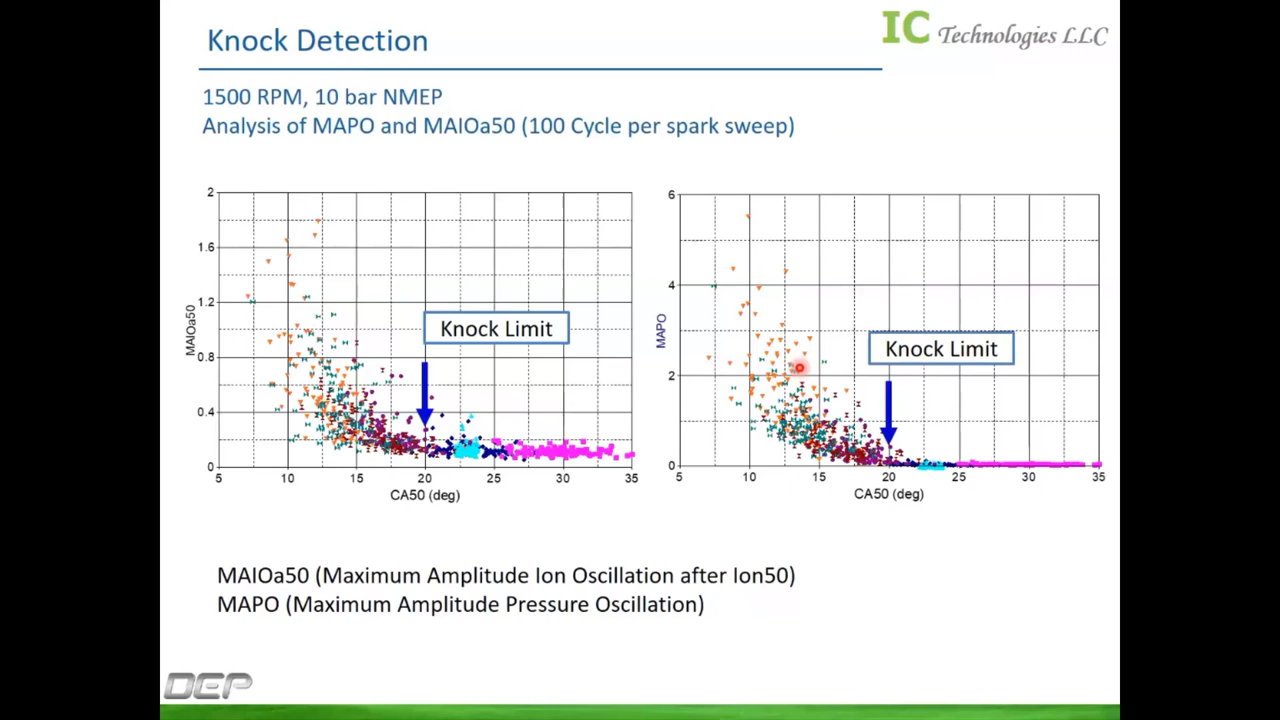 Knock Detection
IC Technologies LLC
1500 RPM, 10 bar NMEP
Analysis of MAPO and MAIOa50 (100 Cycle per spark sweep)
2
1.6
1.2
0.8
0.4
0
MAIOa50
Knock Limit
5 10 15 20 25 30 35
CA50 (deg)
6
4
2
0
MAPO
Knock Limit
5 10 15 20 25 30 35
CA50 (deg)
MAIOa50 (Maximum Amplitude Ion Oscillation after Ion50)
MAPO (Maximum Amplitude Pressure Oscillation)
DEP